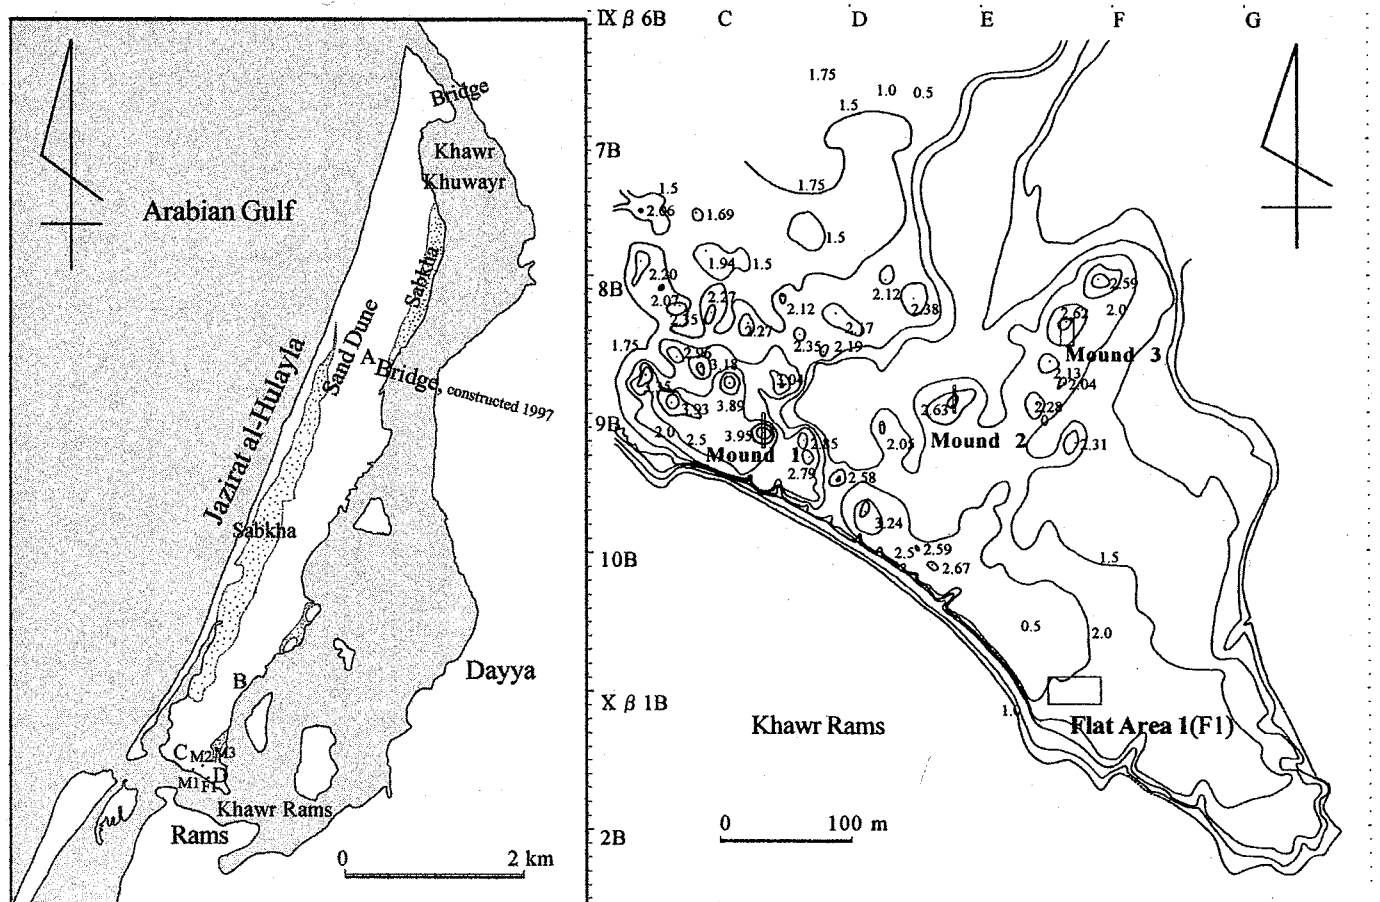 Bridge
Khawr
Khuwayr
Arabian Gulf
Sabkha
Sand Dune
Jazirat al-Hulayla
A
Bridge, constructed 1997
Sabkha
B
Dayya
C
M2
M3
D
M1
F1
Khawr Rams
Rams
0 2 km
IX β 6B C D E F G
1.75
1.0 0.5
1.5
7B
1.5
1.75
2.66
1.69
1.5
1.94
1.5
2.20
2.59
8B
2.07
2.27
2.12
2.12
2.38
2.0
2.62
2.35
2.27
2.17
1.75
2.35
2.19
Mound 3
2.96
3.18
2.13
2.04
3.04
3.93
3.89
2.63
2.28
9B
2.0
2.5
3.95
2.05
Mound 2
2.31
Mound 1
2.79
2.58
3.24
2.5
2.59
10B
2.67
1.5
0.5
2.0
X β 1B
1.0
Khawr Rams
Flat Area 1(F1)
0 100 m
2B